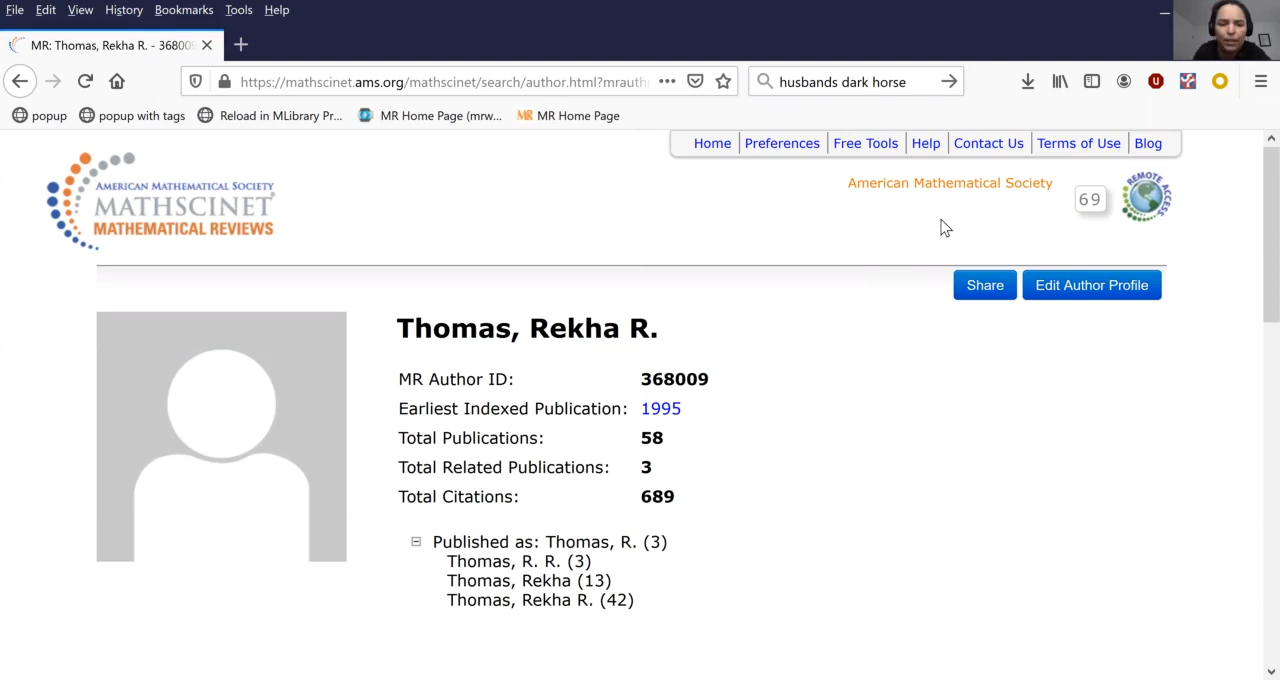 File Edit View History Bookmarks Tools Help
MR: Thomas, Rekha R. - 368009
https://mathscinet.ams.org/mathscinet/search/author.html?mrauth
husbands dark horse
popup popup with tags Reload in MLibrary Pr... MR Home Page (mrw... MR MR Home Page
Home Preferences Free Tools Help Contact Us Terms of Use Blog
AMERICAN MATHEMATICAL SOCIETY
MATHSCINET
MATHEMATICAL REVIEWS
American Mathematical Society
69
REMOTE ACCESS
Share Edit Author Profile
Thomas, Rekha R.
MR Author ID: 368009
Earliest Indexed Publication: 1995
Total Publications: 58
Total Related Publications: 3
Total Citations: 689
Published as: Thomas, R. (3)
Thomas, R. R. (3)
Thomas, Rekha (13)
Thomas, Rekha R. (42)